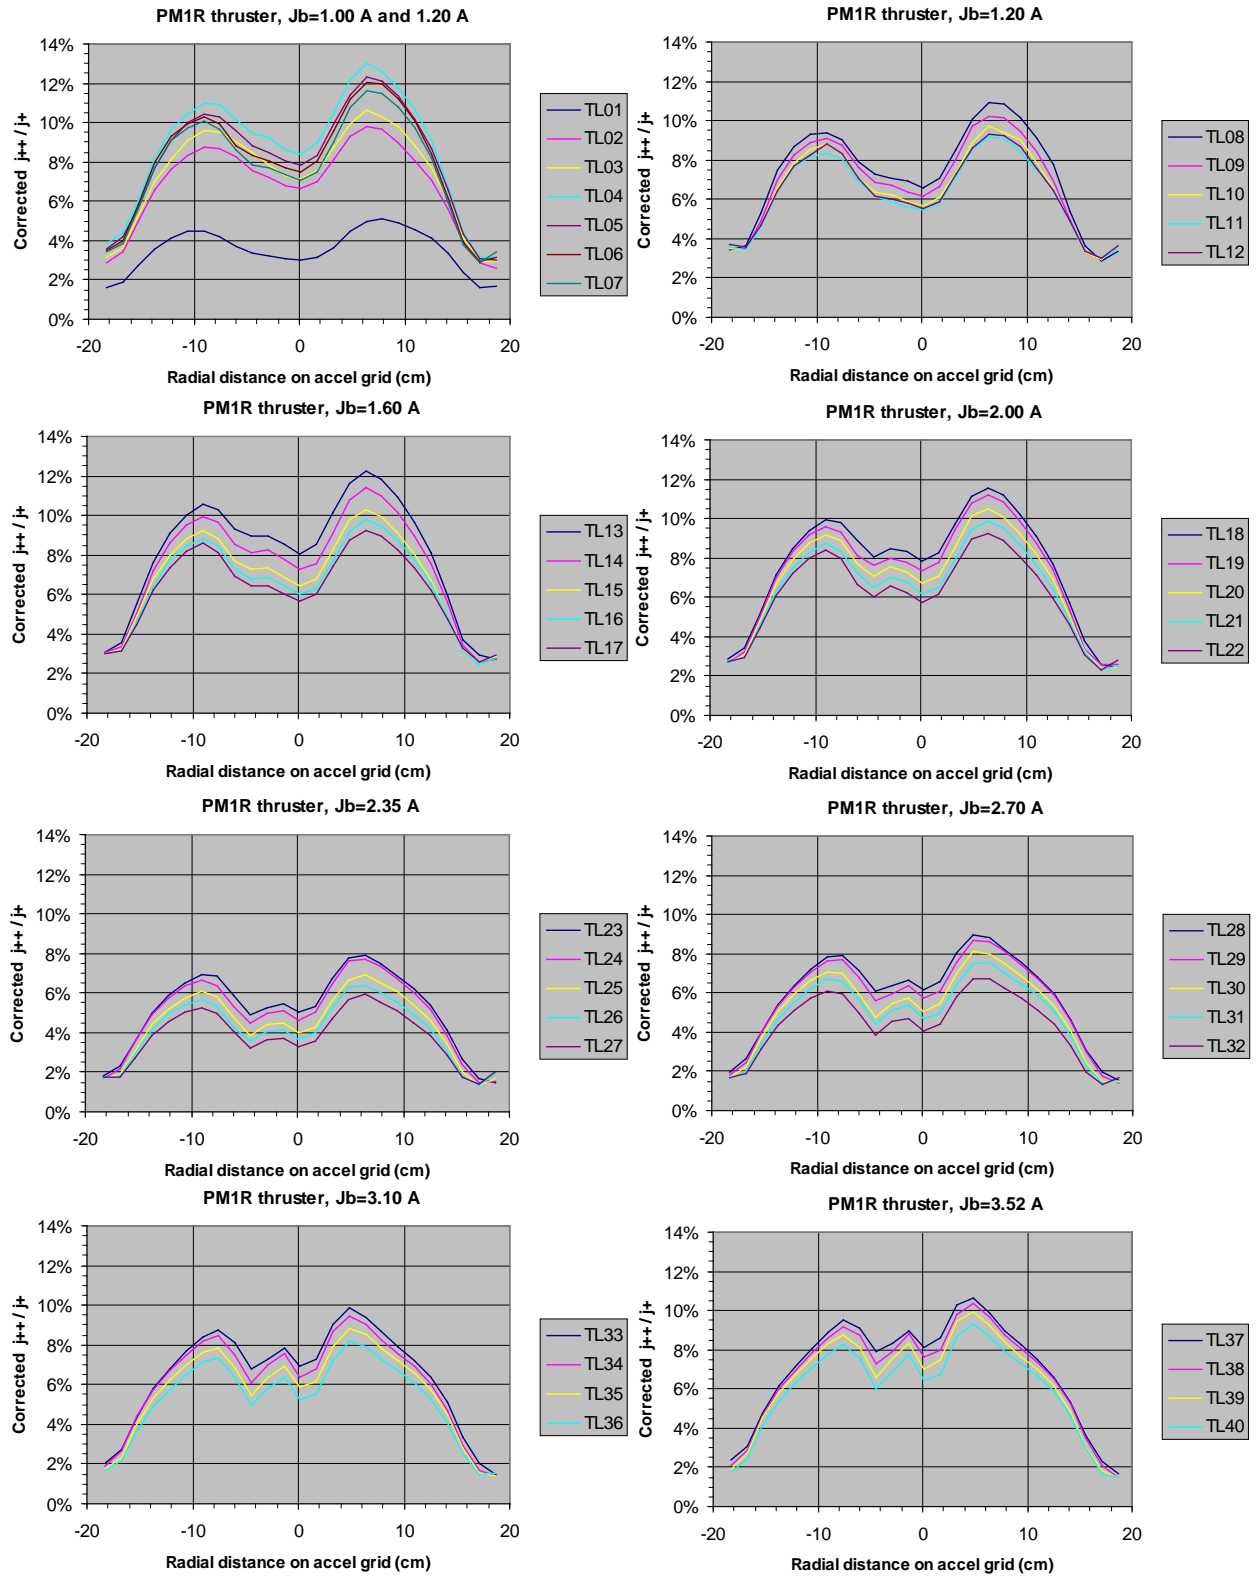 PM1R thruster, Jb=1.00 A and 1.20 A
14%
12%
10%
8%
6%
4%
2%
0%
-20
-10
0
10
20
Corrected j++ / j+
Radial distance on accel grid (cm)
TL01
TL02
TL03
TL04
TL05
TL06
TL07
PM1R thruster, Jb=1.20 A
14%
12%
10%
8%
6%
4%
2%
0%
-20
-10
0
10
20
Corrected j++ / j+
Radial distance on accel grid (cm)
TL08
TL09
TL10
TL11
TL12
PM1R thruster, Jb=1.60 A
14%
12%
10%
8%
6%
4%
2%
0%
-20
-10
0
10
20
Corrected j++ / j+
Radial distance on accel grid (cm)
TL13
TL14
TL15
TL16
TL17
PM1R thruster, Jb=2.00 A
14%
12%
10%
8%
6%
4%
2%
0%
-20
-10
0
10
20
Corrected j++ / j+
Radial distance on accel grid (cm)
TL18
TL19
TL20
TL21
TL22
PM1R thruster, Jb=2.35 A
14%
12%
10%
8%
6%
4%
2%
0%
-20
-10
0
10
20
Corrected j++ / j+
Radial distance on accel grid (cm)
TL23
TL24
TL25
TL26
TL27
PM1R thruster, Jb=2.70 A
14%
12%
10%
8%
6%
4%
2%
0%
-20
-10
0
10
20
Corrected j++ / j+
Radial distance on accel grid (cm)
TL28
TL29
TL30
TL31
TL32
PM1R thruster, Jb=3.10 A
14%
12%
10%
8%
6%
4%
2%
0%
-20
-10
0
10
20
Corrected j++ / j+
Radial distance on accel grid (cm)
TL33
TL34
TL35
TL36
PM1R thruster, Jb=3.52 A
14%
12%
10%
8%
6%
4%
2%
0%
-20
-10
0
10
20
Corrected j++ / j+
Radial distance on accel grid (cm)
TL37
TL38
TL39
TL40